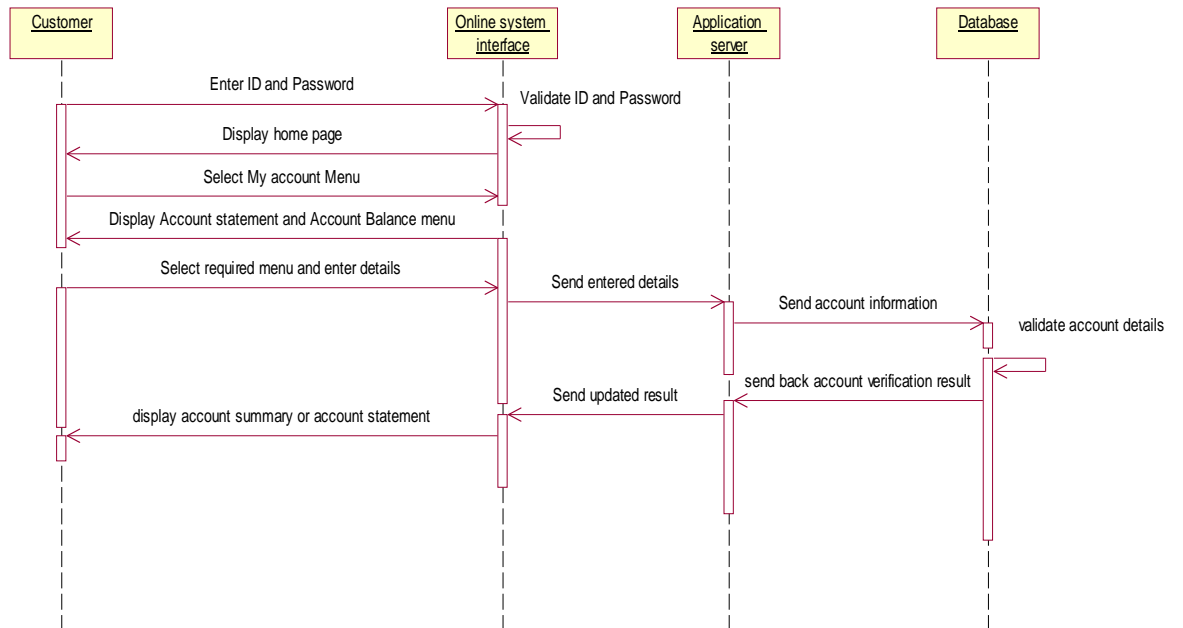 Customer
Online system
interface
Application
server
Database
Enter ID and Password
Validate ID and Password
Display home page
Select My account Menu
Display Account statement and Account Balance menu
Select required menu and enter details
Send entered details
Send account information
validate account details
send back account verification result
Send updated result
display account summary or account statement